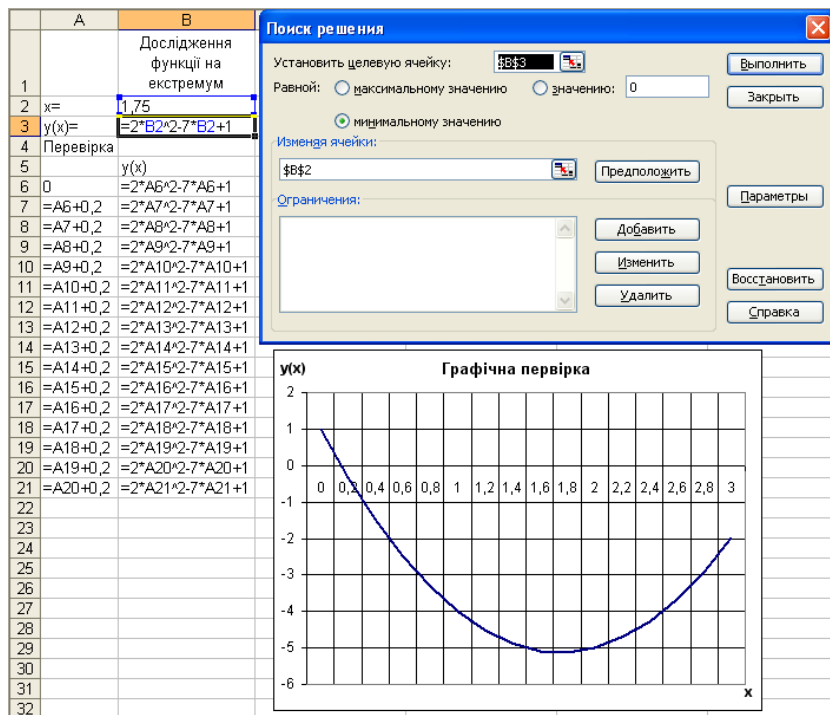 A B
1 Дослідження функції на екстремум
2 x= 1,75
3 y(x)= =2*B2^2-7*B2+1
4 Перевірка
5 y(x)
6 0 =2*A6^2-7*A6+1
7 =A6+0,2 =2*A7^2-7*A7+1
8 =A7+0,2 =2*A8^2-7*A8+1
9 =A8+0,2 =2*A9^2-7*A9+1
10 =A9+0,2 =2*A10^2-7*A10+1
11 =A10+0,2 =2*A11^2-7*A11+1
12 =A11+0,2 =2*A12^2-7*A12+1
13 =A12+0,2 =2*A13^2-7*A13+1
14 =A13+0,2 =2*A14^2-7*A14+1
15 =A14+0,2 =2*A15^2-7*A15+1
16 =A15+0,2 =2*A16^2-7*A16+1
17 =A16+0,2 =2*A17^2-7*A17+1
18 =A17+0,2 =2*A18^2-7*A18+1
19 =A18+0,2 =2*A19^2-7*A19+1
20 =A19+0,2 =2*A20^2-7*A20+1
21 =A20+0,2 =2*A21^2-7*A21+1
22
23
24
25
26
27
28
29
30
31
32
Поиск решения
Установить целевую ячейку: $B$3 Выполнить
Равной: максимальному значению значению: 0 Закрыть
минимальному значению
Изменяя ячейки:
$B$2 Предположить
Параметры
Ограничения:
Добавить
Изменить
Восстановить
Удалить
Справка
y(x) Графічна первірка
2
1
0
0 0,2 0,4 0,6 0,8 1 1,2 1,4 1,6 1,8 2 2,2 2,4 2,6 2,8 3
-1
-2
-3
-4
-5
-6
x